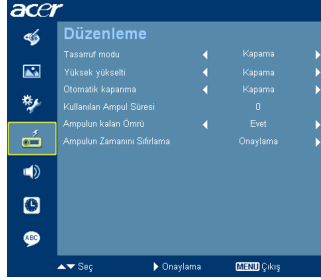 acer
Düzenleme
Tasarruf modu Kapama
Yüksek yükselti Kapama
Otomatik kapanma Kapama
Kullanılan Ampul Süresi 0
Ampulun kalan Ömrü Evet
Ampulun Zamanını Sıfırlama Onaylama
ABC
Seç Onaylama MENU Çıkış